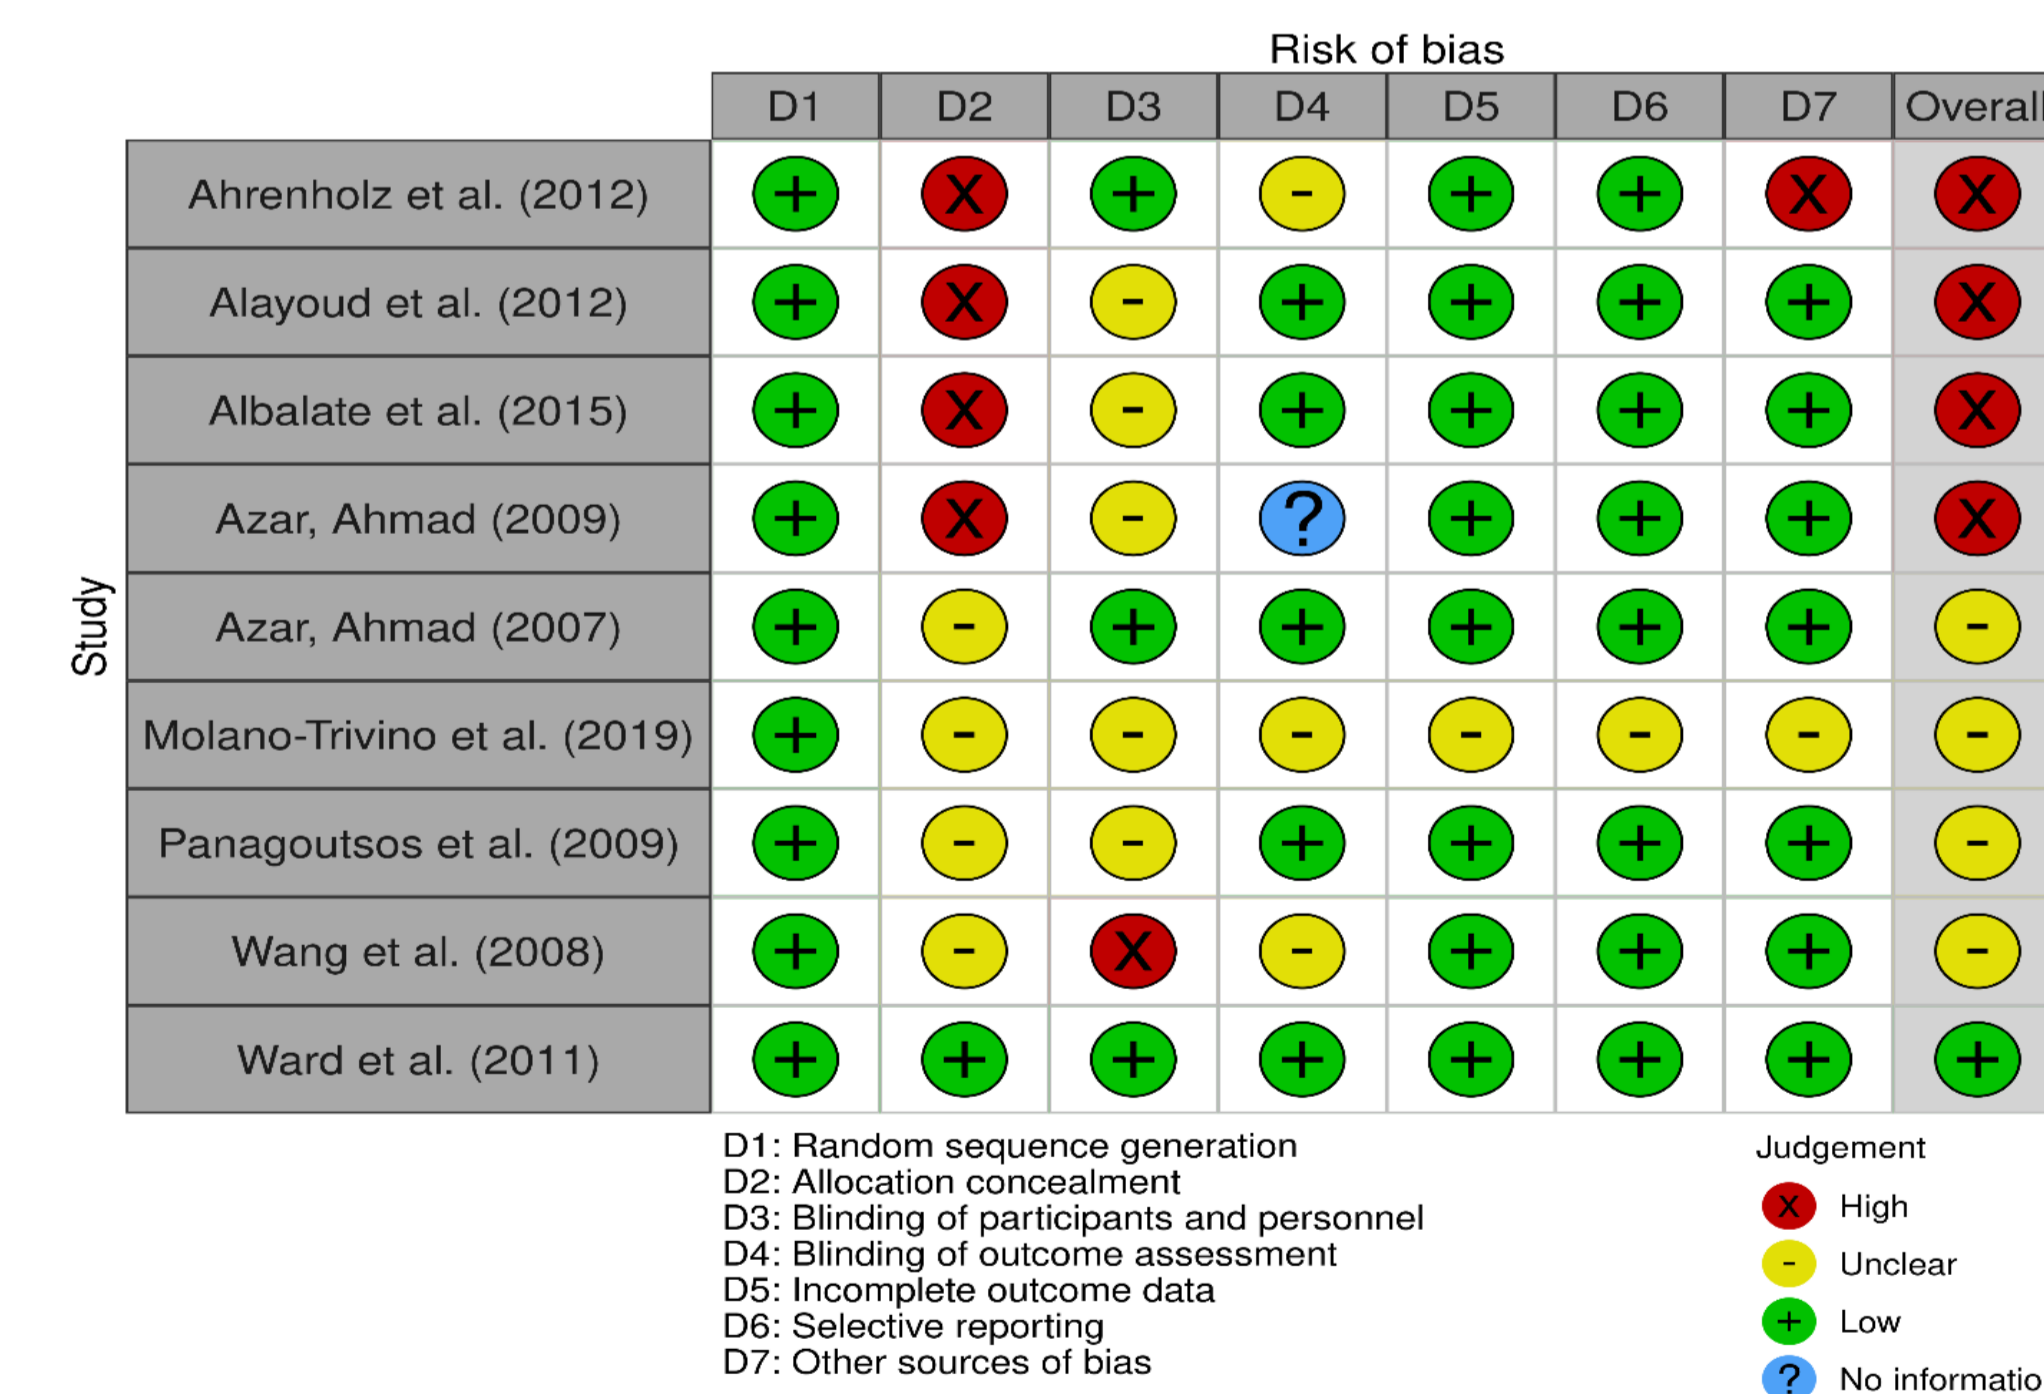 Risk of bias
D1 D2 D3 D4 D5 D6 D7 Overall
Ahrenholz et al. (2012) + X + - + + X X
Alayoud et al. (2012) + X - + + + + X
Albalate et al. (2015) + X - + + + + X
Azar, Ahmad (2009) + X - ? + + + X
Azar, Ahmad (2007) + - + + + + + -
Molano-Trivino et al. (2019) + - - - - - - -
Panagoutsos et al. (2009) + - - + + + + -
Wang et al. (2008) + - X - + + + -
Ward et al. (2011) + + + + + + + +
Study
D1: Random sequence generation
D2: Allocation concealment
D3: Blinding of participants and personnel
D4: Blinding of outcome assessment
D5: Incomplete outcome data
D6: Selective reporting
D7: Other sources of bias
Judgement
X High
- Unclear
+ Low
? No informatio